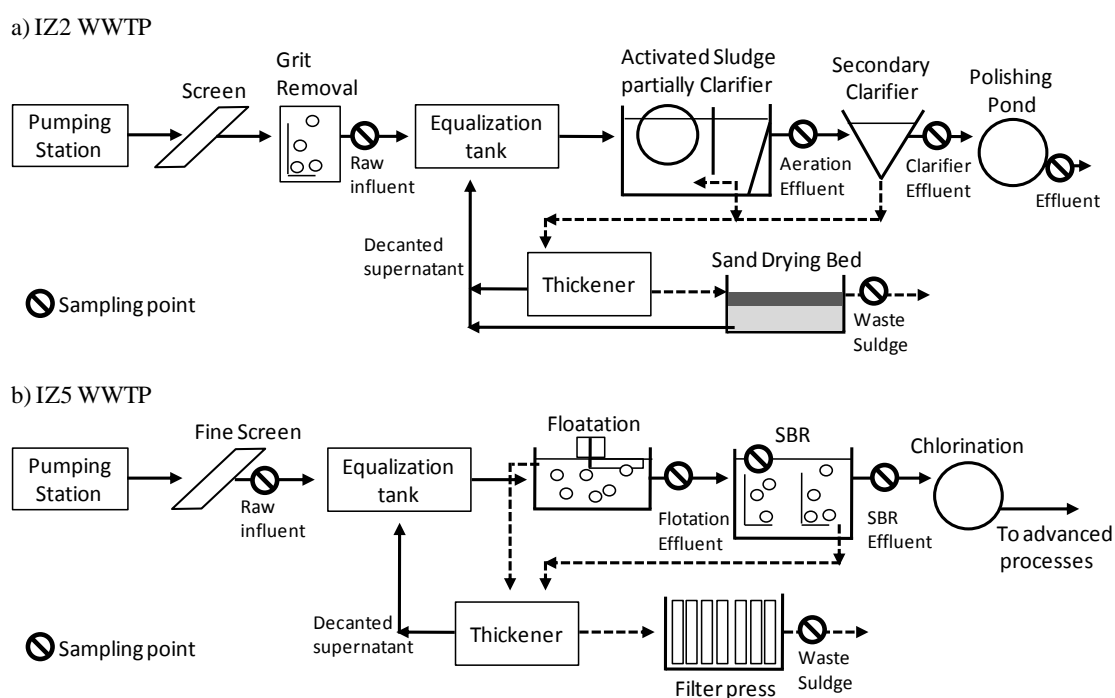 a) IZ2 WWTP
Pumping
Station
Screen
Grit
Removal
Raw
influent
Equalization
tank
Activated Sludge
partially Clarifier
Aeration
Effluent
Secondary
Clarifier
Clarifier
Effluent
Polishing
Pond
Effluent
Decanted
supernatant
Thickener
Sand Drying Bed
Waste
Suldge
Sampling point
b) IZ5 WWTP
Pumping
Station
Fine Screen
Raw
influent
Equalization
tank
Floatation
Flotation
Effluent
SBR
SBR
Effluent
Chlorination
To advanced
processes
Decanted
supernatant
Thickener
Filter press
Waste
Suldge
Sampling point